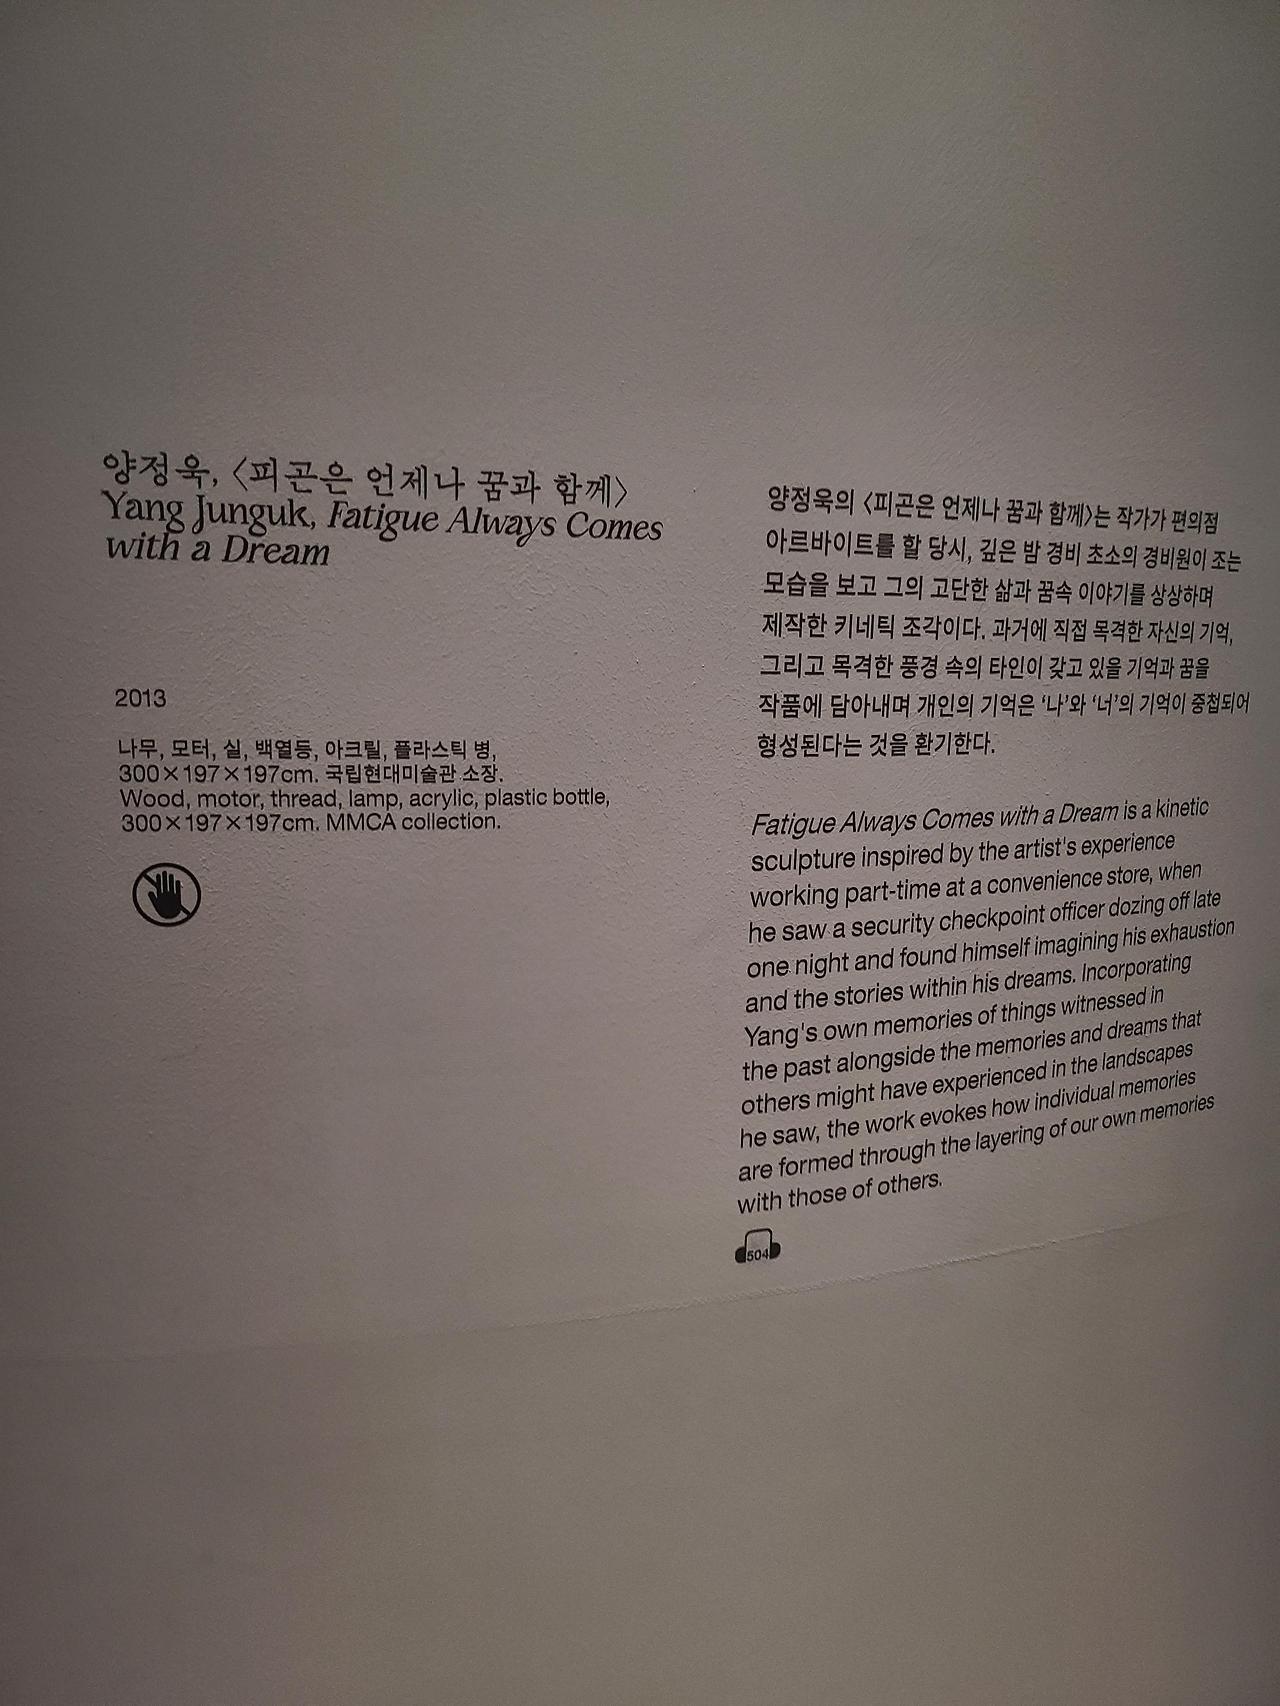 양정욱, 〈피곤은 언제나 꿈과 함께〉
Yang Junguk, Fatigue Always Comes
with a Dream
2013
나무, 모터, 실, 백열등, 아크릴, 플라스틱 병,
300×197×197cm. 국립현대미술관 소장.
Wood, motor, thread, lamp, acrylic, plastic bottle,
300×197×197cm. MMCA collection.
양정욱의 〈피곤은 언제나 꿈과 함께〉는 작가가 편의점
아르바이트를 할 당시, 깊은 밤 경비 초소의 경비원이 조는
모습을 보고 그의 고단한 삶과 꿈속 이야기를 상상하며
제작한 키네틱 조각이다. 과거에 직접 목격한 자신의 기억,
그리고 목격한 풍경 속의 타인이 갖고 있을 기억과 꿈을
작품에 담아내며 개인의 기억은 ‘나’와 ‘너’의 기억이 중첩되어
형성된다는 것을 환기한다.
Fatigue Always Comes with a Dream is a kinetic
sculpture inspired by the artist's experience
working part-time at a convenience store, when
he saw a security checkpoint officer dozing off late
one night and found himself imagining his exhaustion
and the stories within his dreams. Incorporating
Yang's own memories of things witnessed in
the past alongside the memories and dreams that
others might have experienced in the landscapes
he saw, the work evokes how individual memories
are formed through the layering of our own memories
with those of others.
504